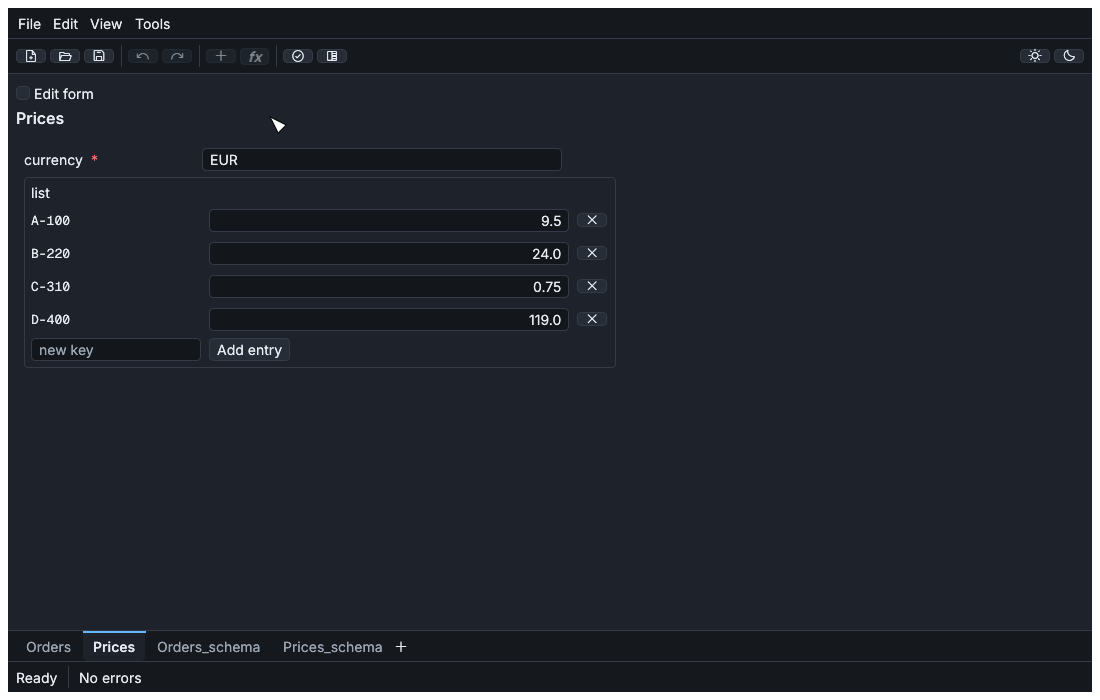 File Edit View Tools
fx
Edit form
Prices
currency * EUR
list
A-100 9.5
B-220 24.0
C-310 0.75
D-400 119.0
new key Add entry
Orders Prices Orders_schema Prices_schema +
Ready No errors